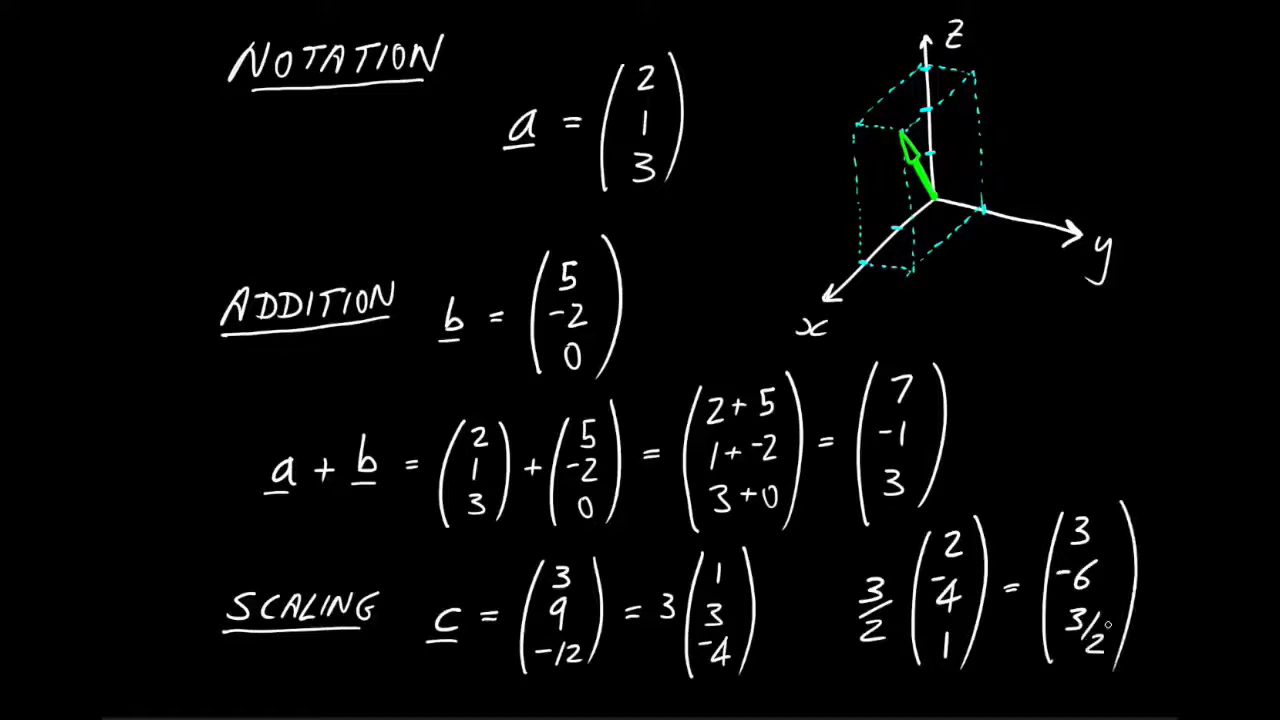 NOTATION
a = (2 1 3)
z
y
x
ADDITION b = (5 -2 0)
a + b = (2 1 3) + (5 -2 0) = (2 + 5 1 + -2 3 + 0) = (7 -1 3)
SCALING c = (3 9 -12) = 3 (1 3 -4)
3/2 (2 -4 1) = (3 -6 3/2)